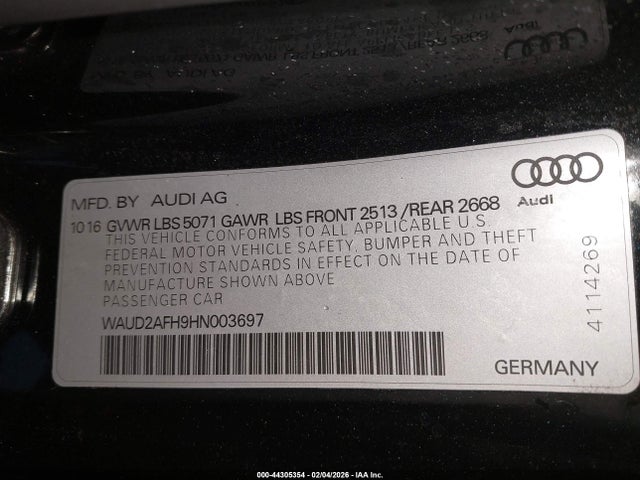 MFD. BY AUDI AG
Audi
10 16 GVWR LBS 5071 GAWR LBS FRONT 2513 /REAR 2668
THIS VEHICLE CONFORMS TO ALL APPLICABLE U.S.
FEDERAL MOTOR VEHICLE SAFETY, BUMPER AND THEFT
PREVENTION STANDARDS IN EFFECT ON THE DATE OF
MANUFACTURE SHOWN ABOVE
PASSENGER CAR
WAUD2AFH9HN003697
4114269
GERMANY
000-44305354 - 02/04/2026 - IAA Inc.